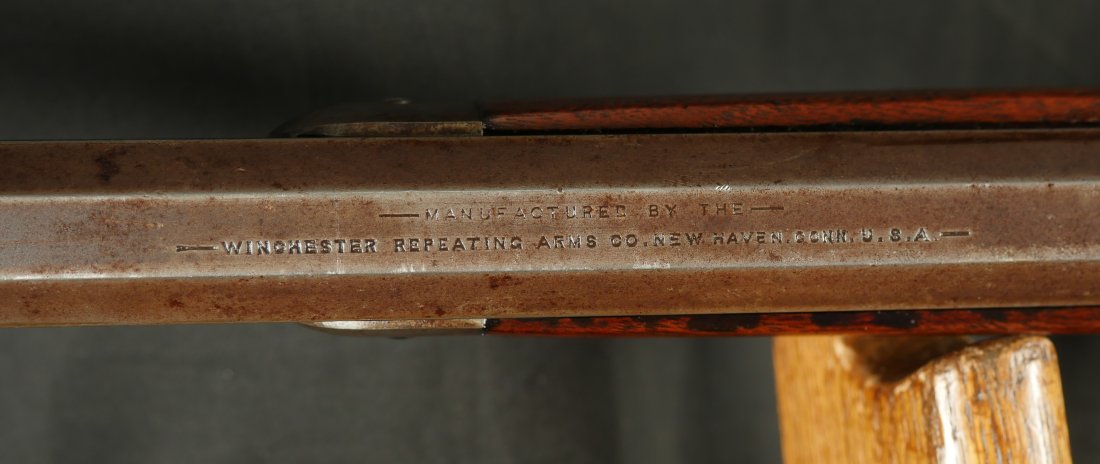 — MANUFACTURED BY THE —
— WINCHESTER REPEATING ARMS CO. NEW HAVEN. CONN. U.S.A. —